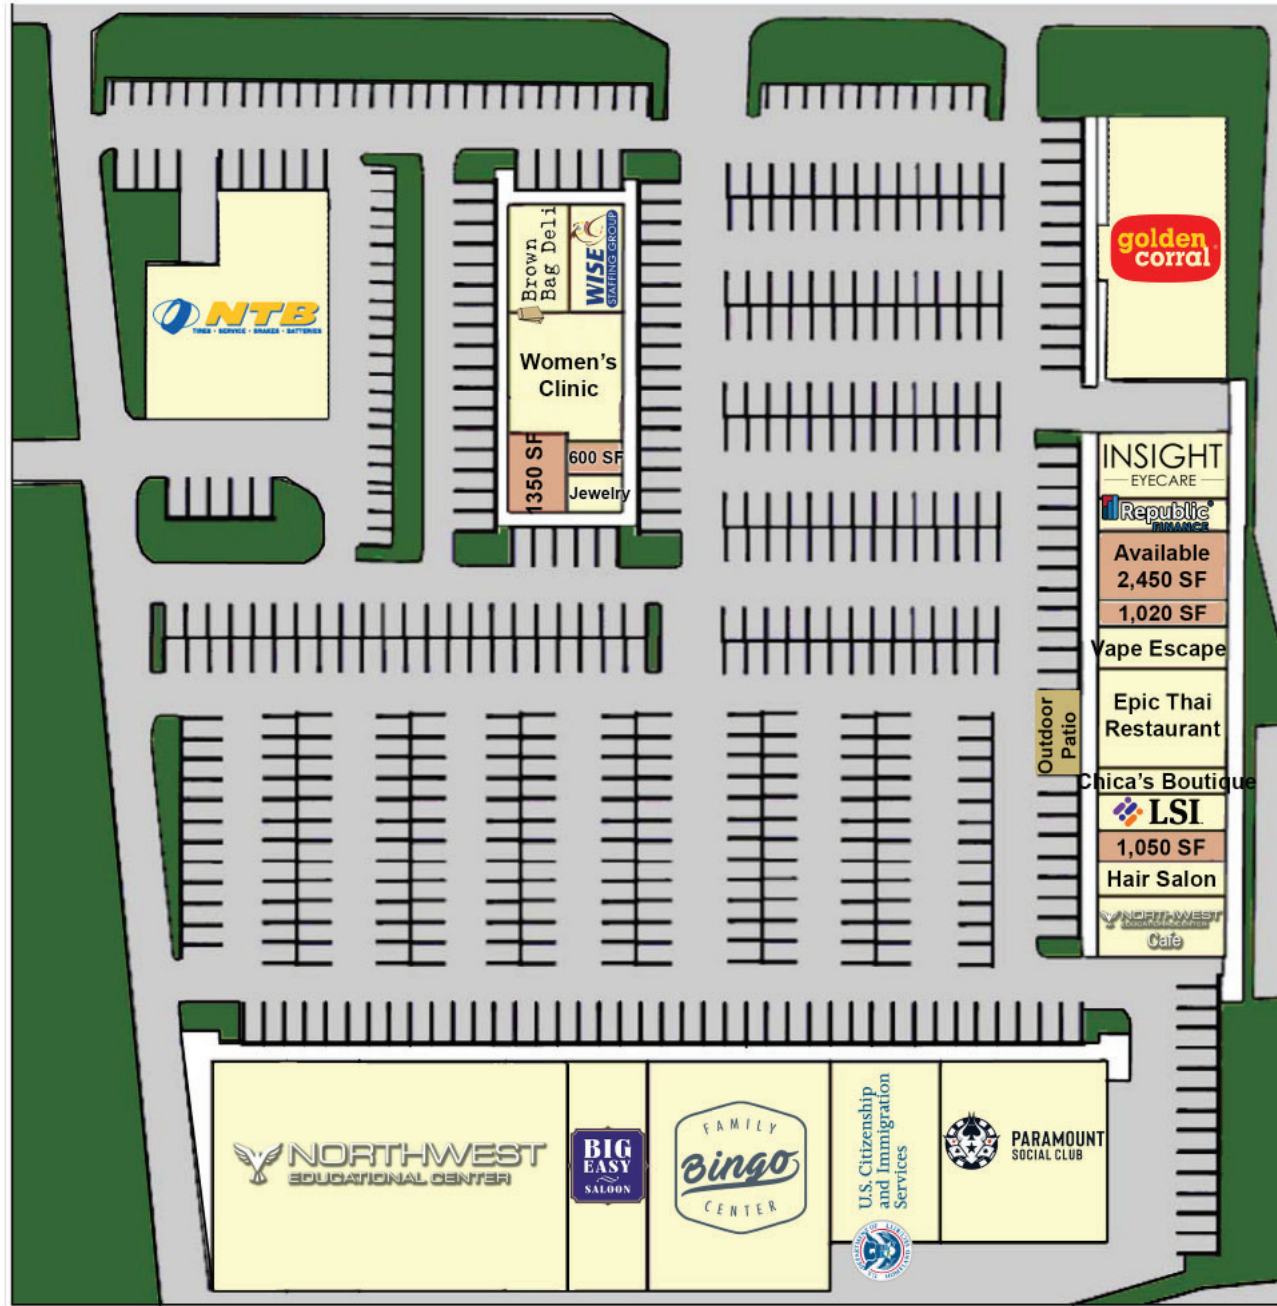 NTB
TIRES • SERVICE • BRAKES • BATTERIES
Brown
Bag Deli
WISE
STAFFING GROUP
Women's
Clinic
1350 SF
600 SF
Jewelry
golden
corral
INSIGHT
EYECARE
Republic
FINANCE
Available
2,450 SF
1,020 SF
Vape Escape
Epic Thai
Restaurant
Outdoor
Patio
Chica's Boutique
LSI
1,050 SF
Hair Salon
NORTHWEST
EDUCATIONAL CENTER
Cafe
NORTHWEST
EDUCATIONAL CENTER
BIG
EASY
SALOON
FAMILY
Bingo
CENTER
U.S. Citizenship
and Immigration
Services
PARAMOUNT
SOCIAL CLUB